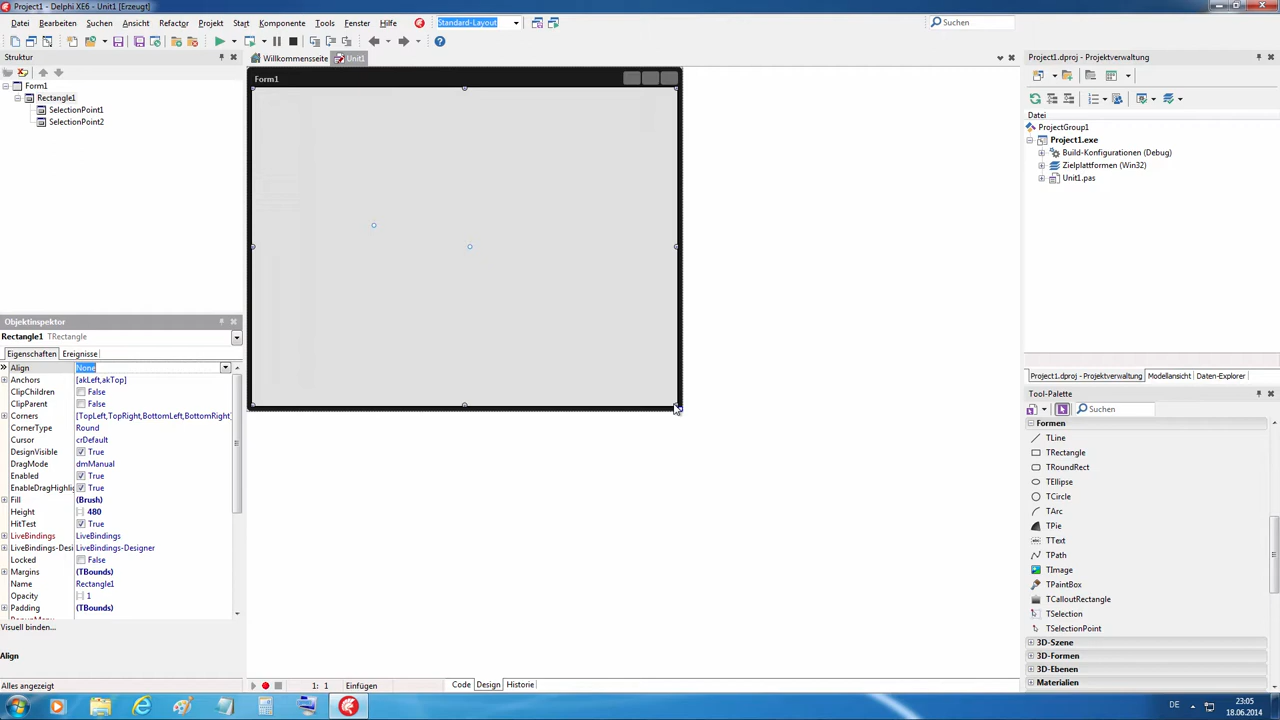 Project1 - Delphi XE6 - Unit1 [Erzeugt]
Datei Bearbeiten Suchen Ansicht Refactor Projekt Start Komponente Tools Fenster Hilfe Standard-Layout Suchen
Struktur
Willkommensseite Unit1
Project1.dproj - Projektverwaltung
Form1
Rectangle1
SelectionPoint1
SelectionPoint2
Form1
Datei
ProjectGroup1
Project1.exe
Build-Konfigurationen (Debug)
Zielplattformen (Win32)
Unit1.pas
Objektinspektor
Rectangle1 TRectangle
Eigenschaften Ereignisse
Align None
Anchors [akLeft,akTop]
ClipChildren False
ClipParent False
Corners [TopLeft,TopRight,BottomLeft,BottomRight]
CornerType Round
Cursor crDefault
DesignVisible True
DragMode dmManual
Enabled True
EnableDragHighli True
Fill (Brush)
Height 480
HitTest True
LiveBindings LiveBindings
LiveBindings-Desi LiveBindings-Designer
Locked False
Margins (TBounds)
Name Rectangle1
Opacity 1
Padding (TBounds)
Visuell binden...
Align
Alles angezeigt
1: 1 Einfügen
Code Design Historie
Project1.dproj - Projektverwaltung Modellansicht Daten-Explorer
Tool-Palette
Suchen
Formen
TLine
TRectangle
TRoundRect
TEllipse
TCircle
TArc
TPie
TText
TPath
TImage
TPaintBox
TCalloutRectangle
TSelection
TSelectionPoint
3D-Szene
3D-Formen
3D-Ebenen
Materialien
DE
23:05
18.06.2014